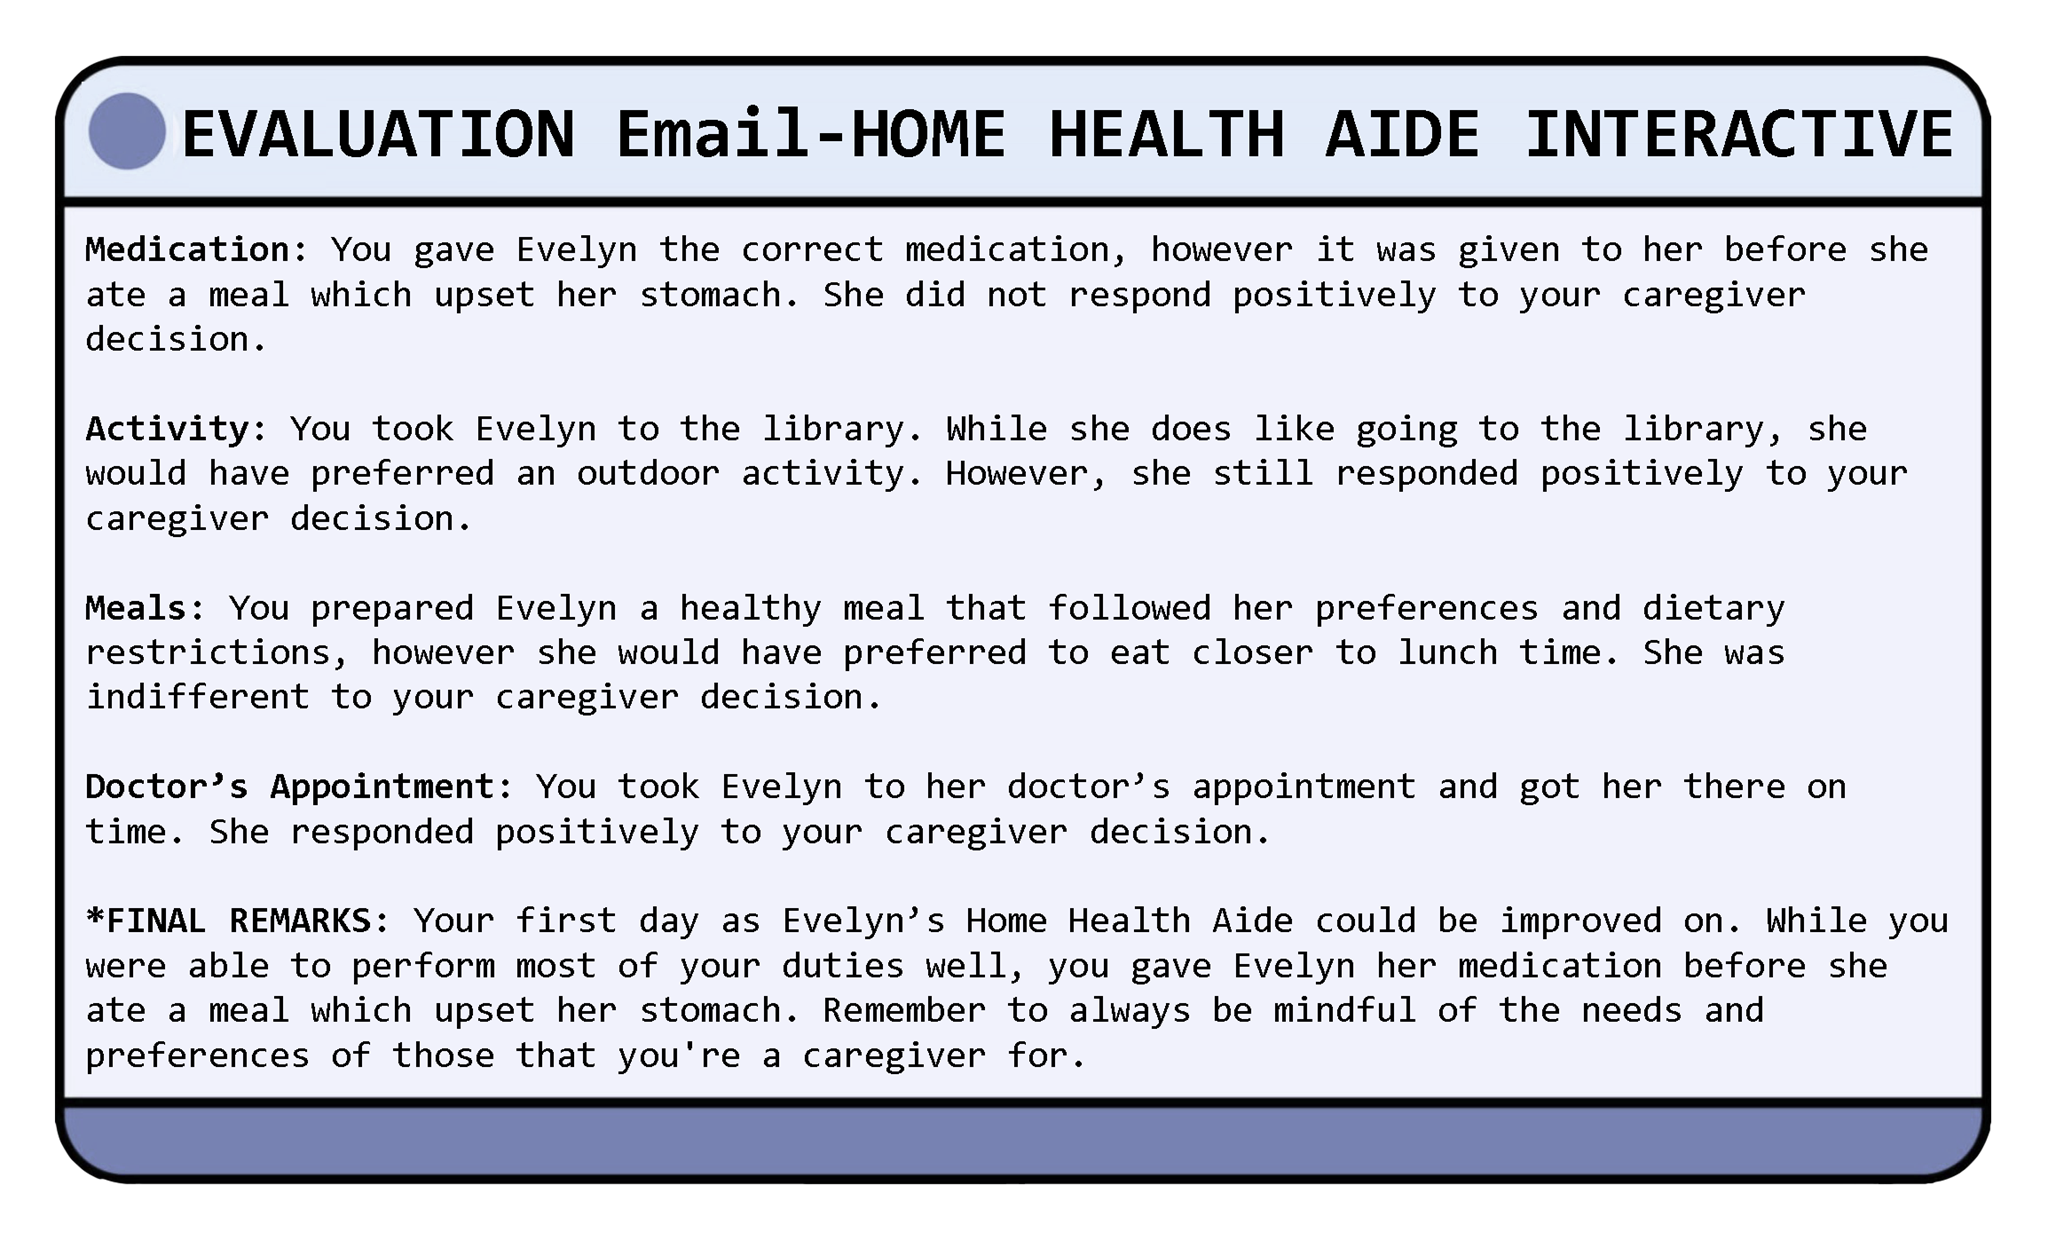 EVALUATION Email-HOME HEALTH AIDE INTERACTIVE
Medication: You gave Evelyn the correct medication, however it was given to her before she
ate a meal which upset her stomach. She did not respond positively to your caregiver
decision.
Activity: You took Evelyn to the library. While she does like going to the library, she
would have preferred an outdoor activity. However, she still responded positively to your
caregiver decision.
Meals: You prepared Evelyn a healthy meal that followed her preferences and dietary
restrictions, however she would have preferred to eat closer to lunch time. She was
indifferent to your caregiver decision.
Doctor’s Appointment: You took Evelyn to her doctor’s appointment and got her there on
time. She responded positively to your caregiver decision.
*FINAL REMARKS: Your first day as Evelyn’s Home Health Aide could be improved on. While you
were able to perform most of your duties well, you gave Evelyn her medication before she
ate a meal which upset her stomach. Remember to always be mindful of the needs and
preferences of those that you're a caregiver for.